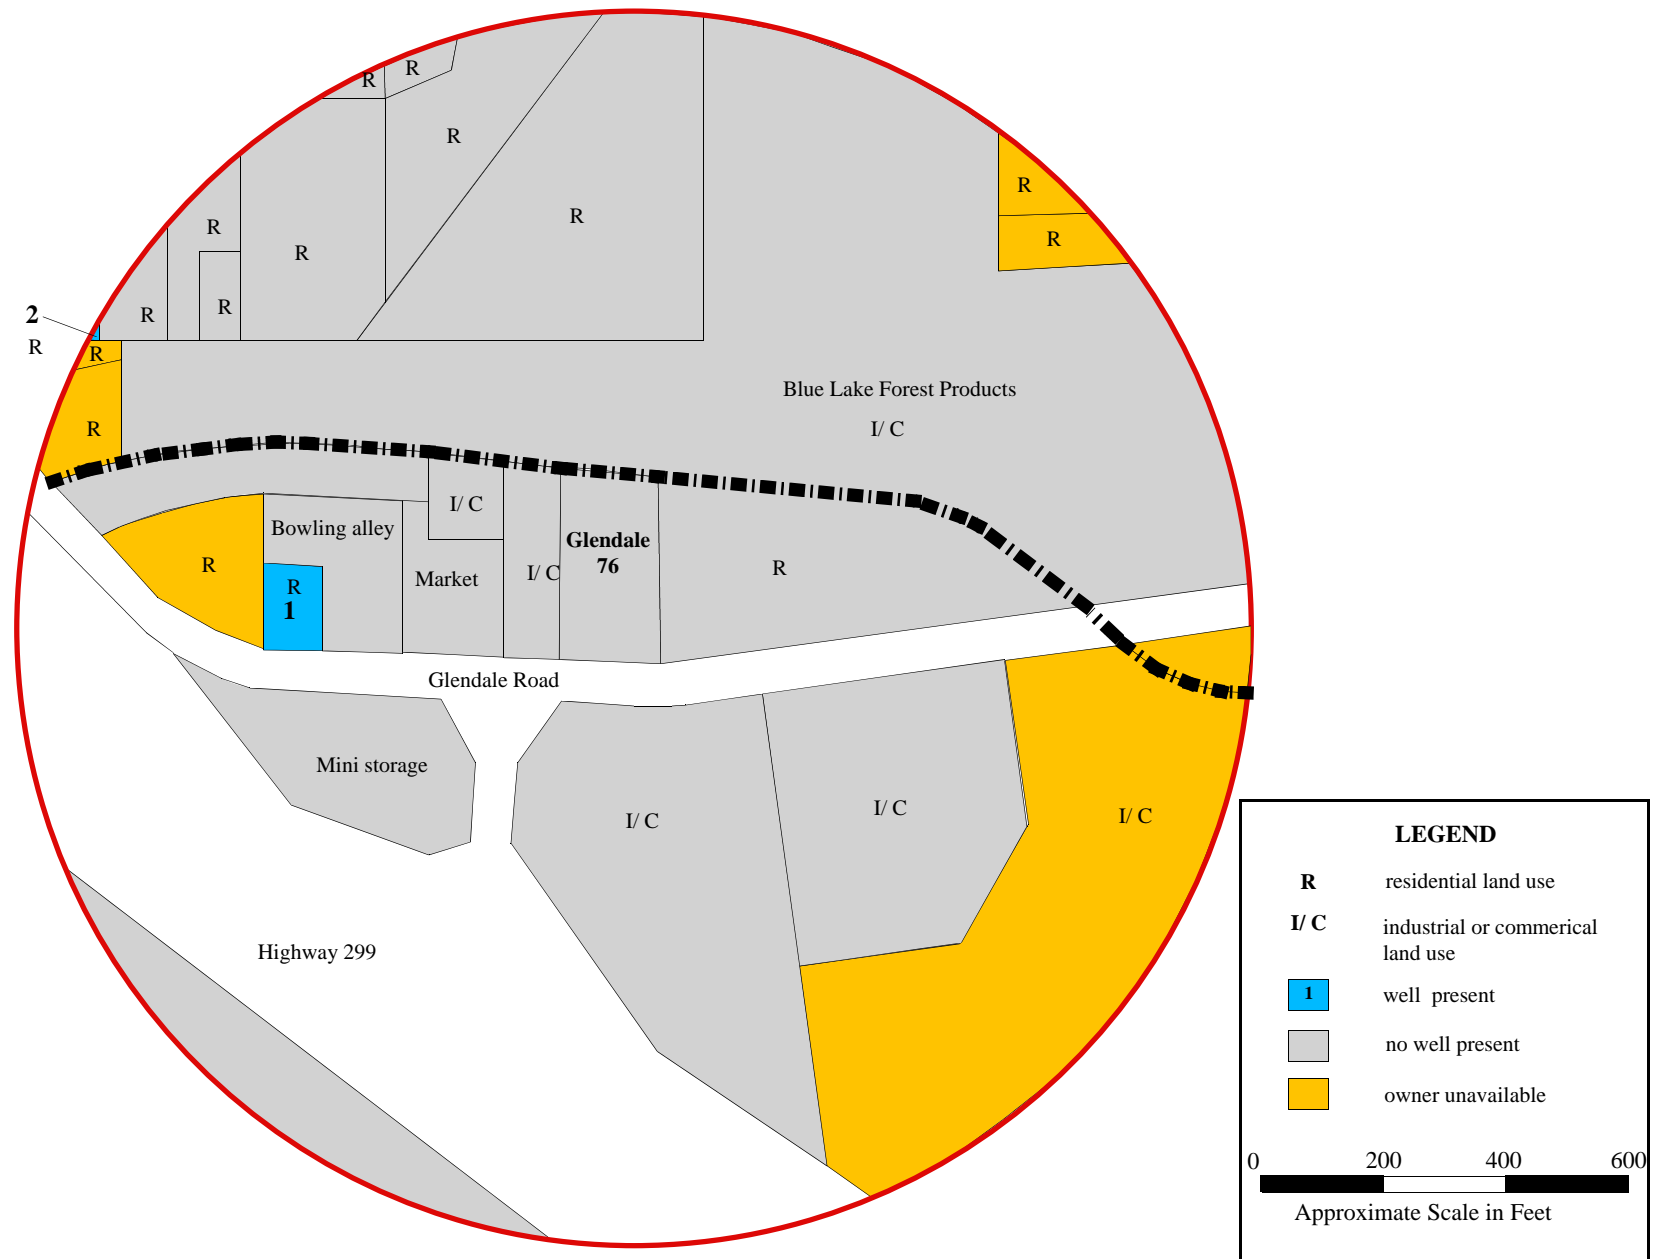 R
R
R
R
R
R
R
R
R
R
R
2
R
R
R
Blue Lake Forest Products
I/ C
I/ C
Bowling alley
Glendale
76
R
R
I/ C
Market
R
1
Glendale Road
Mini storage
I/ C
I/ C
I/ C
Highway 299
LEGEND
R residential land use
I/ C industrial or commerical
land use
1 well present
no well present
owner unavailable
0 200 400 600
Approximate Scale in Feet